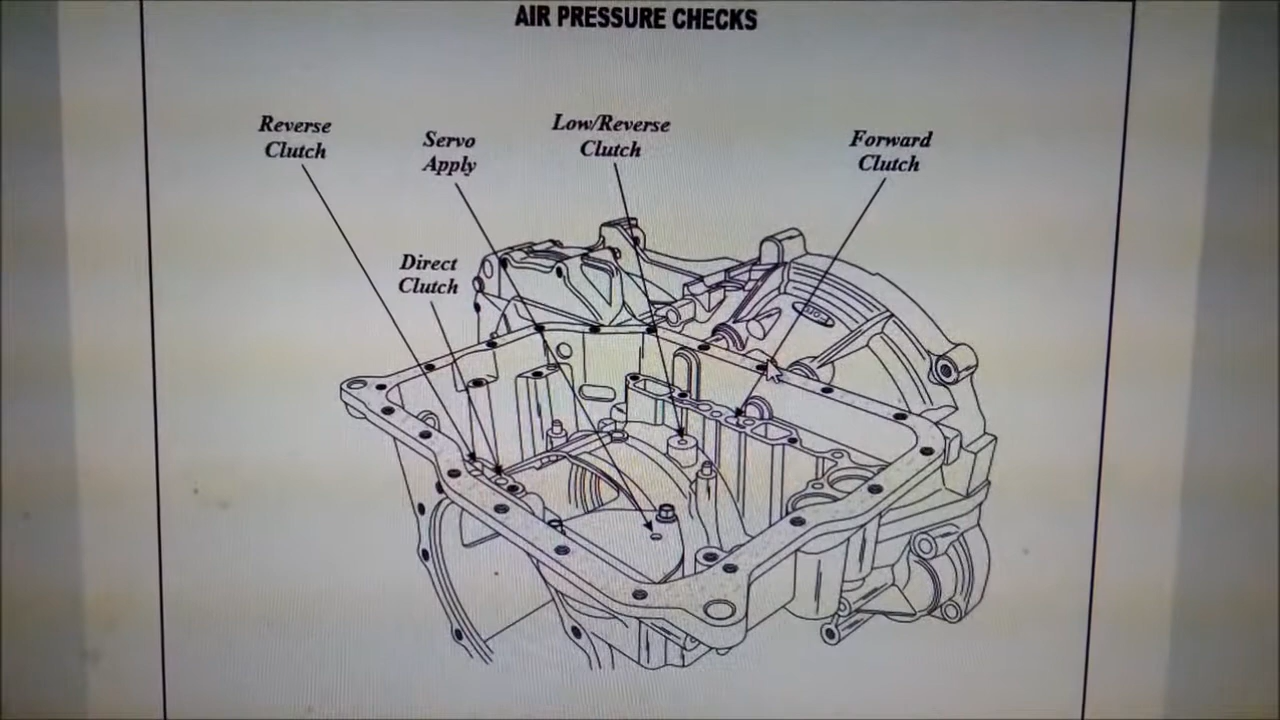 AIR PRESSURE CHECKS
Reverse
Clutch
Servo
Apply
Low/Reverse
Clutch
Forward
Clutch
Direct
Clutch